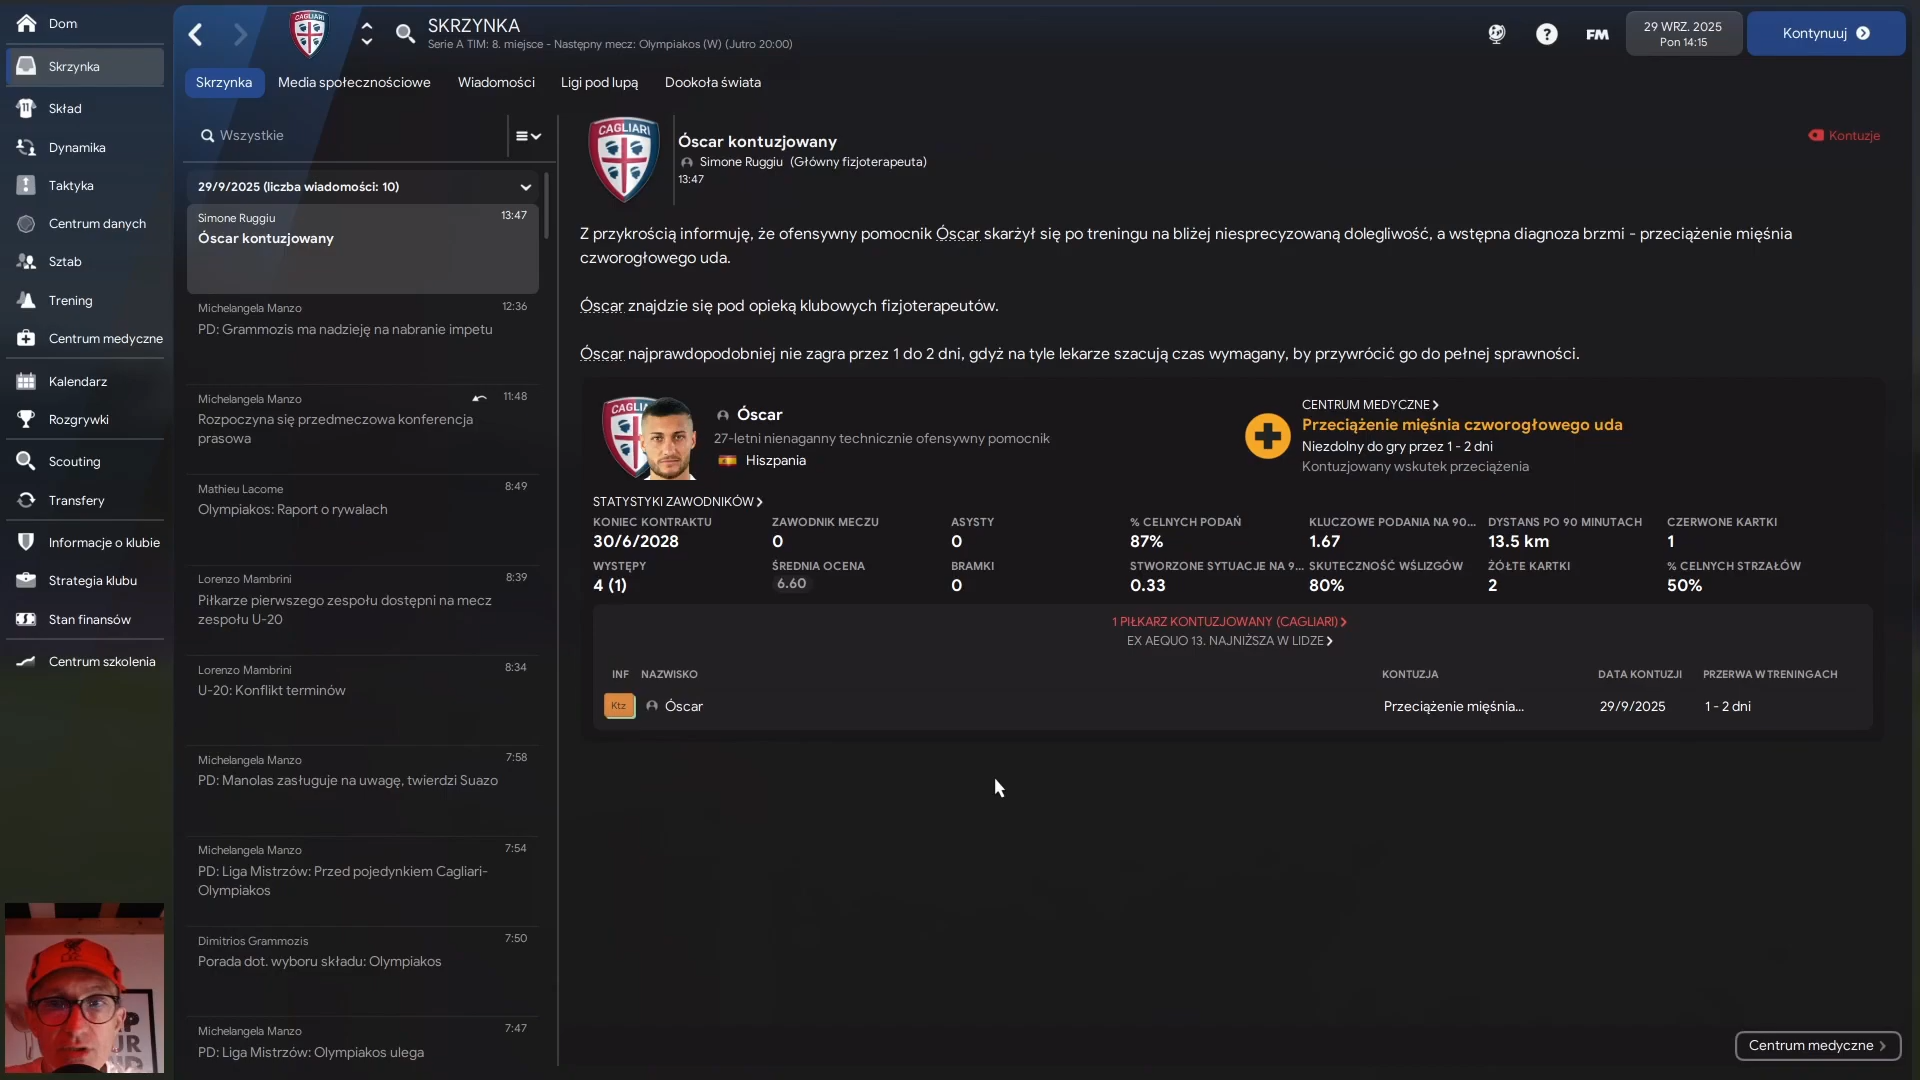 Dom
Skrzynka
Skład
Dynamika
Taktyka
Centrum danych
Sztab
Trening
Centrum medyczne
Kalendarz
Rozgrywki
Scouting
Transfery
Informacje o klubie
Strategia klubu
Stan finansów
Centrum szkolenia
CAGLIARI
SKRZYNKA
Serie A TIM: 8. miejsce - Następny mecz: Olympiakos (W) (Jutro 20:00)
FM
29 WRZ. 2025
Pon 14:15
Kontynuuj
Skrzynka
Media społecznościowe
Wiadomości
Ligi pod lupą
Dookoła świata
Wszystkie
29/9/2025 (liczba wiadomości: 10)
Simone Ruggiu 13:47
Óscar kontuzjowany
Michelangela Manzo 12:36
PD: Grammozis ma nadzieję na nabranie impetu
Michelangela Manzo 11:48
Rozpoczyna się przedmeczowa konferencja
prasowa
Mathieu Lacome 8:49
Olympiakos: Raport o rywalach
Lorenzo Mambrini 8:39
Piłkarze pierwszego zespołu dostępni na mecz
zespołu U-20
Lorenzo Mambrini 8:34
U-20: Konflikt terminów
Michelangela Manzo 7:58
PD: Manolas zasługuje na uwagę, twierdzi Suazo
Michelangela Manzo 7:54
PD: Liga Mistrzów: Przed pojedynkiem Cagliari-
Olympiakos
Dimitrios Grammozis 7:50
Porada dot. wyboru składu: Olympiakos
Michelangela Manzo 7:47
PD: Liga Mistrzów: Olympiakos ulega
CAGLIARI
Óscar kontuzjowany
Simone Ruggiu (Główny fizjoterapeuta)
13:47
Kontuzje
Z przykrością informuję, że ofensywny pomocnik Óscar skarżył się po treningu na bliżej niesprecyzowaną dolegliwość, a wstępna diagnoza brzmi - przeciążenie mięśnia
czworogłowego uda.
Óscar znajdzie się pod opieką klubowych fizjoterapeutów.
Óscar najprawdopodobniej nie zagra przez 1 do 2 dni, gdyż na tyle lekarze szacują czas wymagany, by przywrócić go do pełnej sprawności.
Óscar
27-letni nienaganny technicznie ofensywny pomocnik
Hiszpania
CENTRUM MEDYCZNE
Przeciążenie mięśnia czworogłowego uda
Niezdolny do gry przez 1 - 2 dni
Kontuzjowany wskutek przeciążenia
STATYSTYKI ZAWODNIKÓW
KONIEC KONTRAKTU ZAWODNIK MECZU ASYSTY % CELNYCH PODAŃ KLUCZOWE PODANIA NA 90... DYSTANS PO 90 MINUTACH CZERWONE KARTKI
30/6/2028 0 0 87% 1.67 13.5 km 1
WYSTĘPY ŚREDNIA OCENA BRAMKI STWORZONE SYTUACJE NA 9... SKUTECZNOŚĆ WŚLIZGÓW ŻÓŁTE KARTKI % CELNYCH STRZAŁÓW
4 (1) 6.60 0 0.33 80% 2 50%
1 PIŁKARZ KONTUZJOWANY (CAGLIARI)
EX AEQUO 13. NAJNIŻSZA W LIDZE
INF NAZWISKO KONTUZJA DATA KONTUZJI PRZERWA W TRENINGACH
Ktz Óscar Przeciążenie mięśnia... 29/9/2025 1 - 2 dni
Centrum medyczne